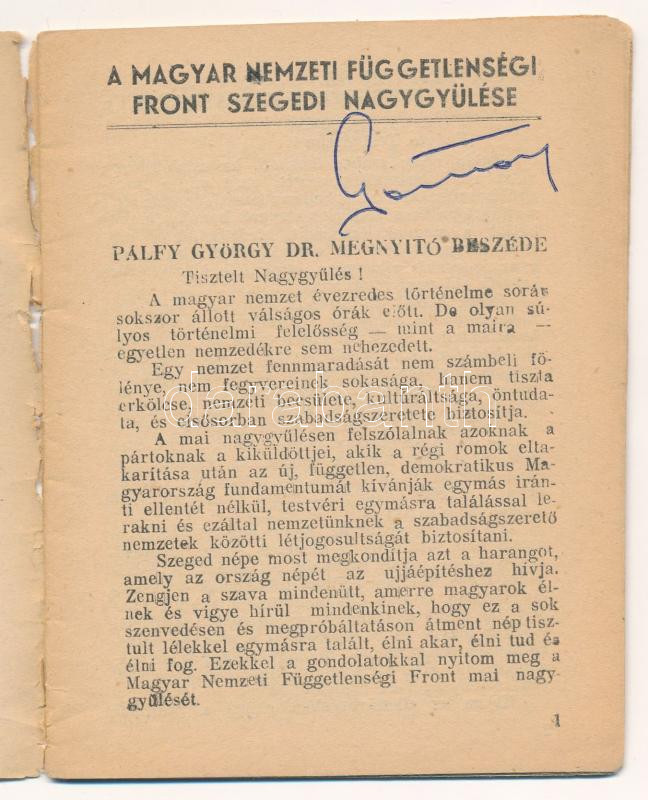 A MAGYAR NEMZETI FÜGGETLENSÉGI
FRONT SZEGEDI NAGYGYÜLÉSE
PÁLFY GYÖRGY DR. MEGNYITÓ BESZÉDE
Tisztelt Nagygyűlés !
A magyar nemzet évezredes történelme során
sokszor állott válságos órák előtt. De olyan sú-
lyos történelmi felelősség — mint a maira —
egyetlen nemzedékre sem nehezedett.
Egy nemzet fennmaradását nem számbeli fö-
lénye, nem fegyvereinek sokasága, hanem tiszta
erkölcse, nemzeti becsülete, kultúráltsága, öntuda-
ta, és elsősorban szabadságszeretete biztosítja.
A mai nagygyűlésen felszólalnak azoknak a
pártoknak a kiküldöttjei, akik a régi romok elta-
karítása után az új, független, demokratikus Ma-
gyarország fundamentumát kívánják egymás irán-
ti ellentét nélkül, testvéri egymásra találással le-
rakni és ezáltal nemzetünknek a szabadságszerető
nemzetek közötti létjogosultságát biztosítani.
Szeged népe most megkondítja azt a harangot,
amely az ország népét az ujjáépítéshez hívja.
Zengjen a szava mindenütt, amerre magyarok él-
nek és vigye hírül mindenkinek, hogy ez a sok
szenvedésen és megpróbáltatáson átment nép tisz-
tult lélekkel egymásra talált, élni akar, élni tud és
élni fog. Ezekkel a gondolatokkal nyitom meg a
Magyar Nemzeti Függetlenségi Front mai nagy-
gyűlését.
1